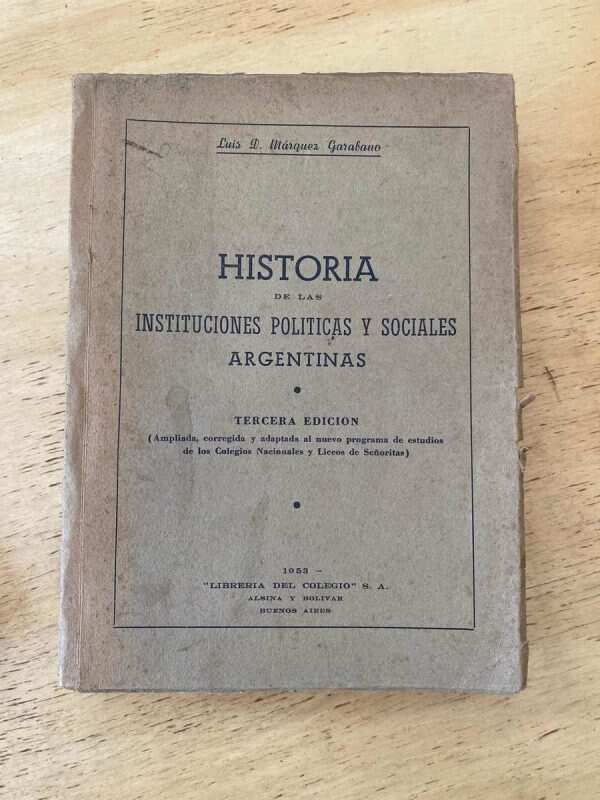 Luis D. Márquez Garabano
HISTORIA
DE LAS
INSTITUCIONES POLITICAS Y SOCIALES
ARGENTINAS
TERCERA EDICION
(Ampliada, corregida y adaptada al nuevo programa de estudios
de los Colegios Nacionales y Liceos de Señoritas)
1953 –
"LIBRERIA DEL COLEGIO" S. A.
ALSINA Y BOLIVAR
BUENOS AIRES